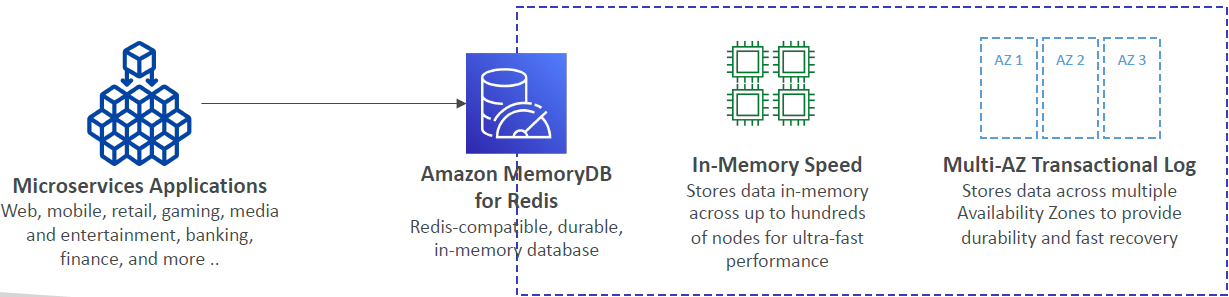 Microservices Applications
Web, mobile, retail, gaming, media
and entertainment, banking,
finance, and more ..
Amazon MemoryDB
for Redis
Redis-compatible, durable,
in-memory database
In-Memory Speed
Stores data in-memory
across up to hundreds
of nodes for ultra-fast
performance
AZ 1
AZ 2
AZ 3
Multi-AZ Transactional Log
Stores data across multiple
Availability Zones to provide
durability and fast recovery